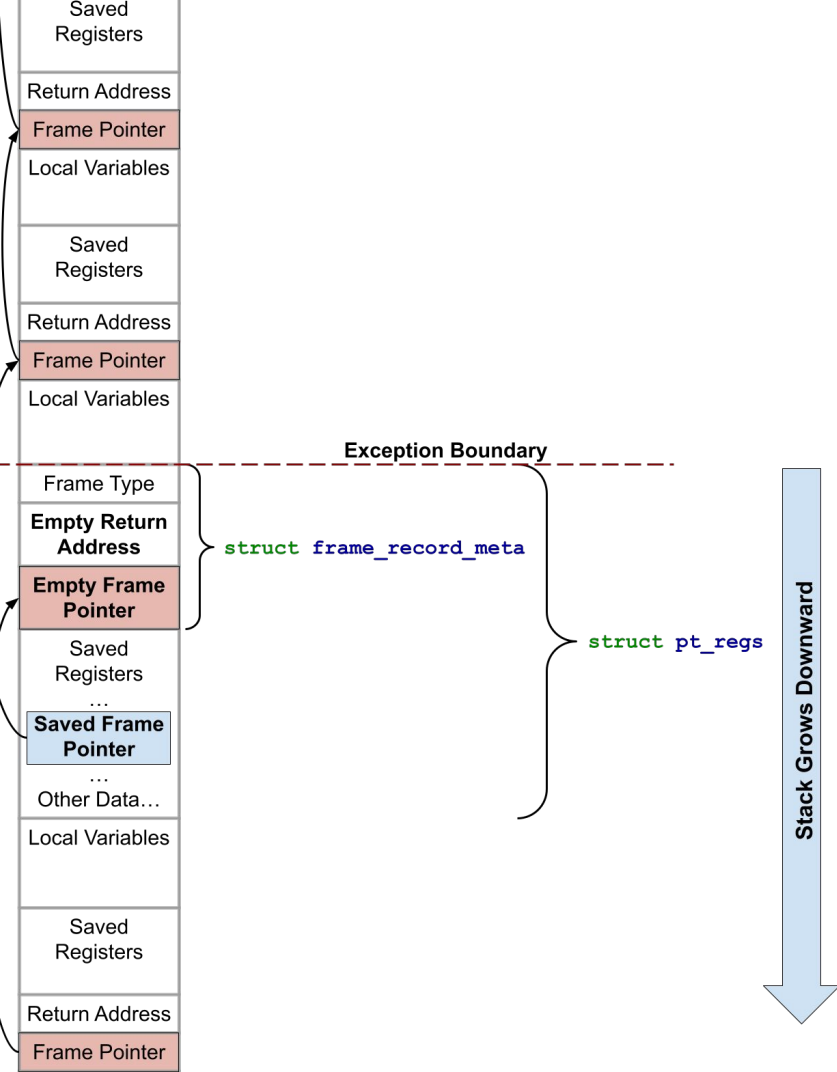 Saved
Registers
Return Address
Frame Pointer
Local Variables
Saved
Registers
Return Address
Frame Pointer
Local Variables
Exception Boundary
Frame Type
Empty Return
Address
struct frame_record_meta
Empty Frame
Pointer
Saved
Registers
struct pt_regs
…
Saved Frame
Pointer
…
Other Data…
Local Variables
Saved
Registers
Return Address
Frame Pointer
Stack Grows Downward